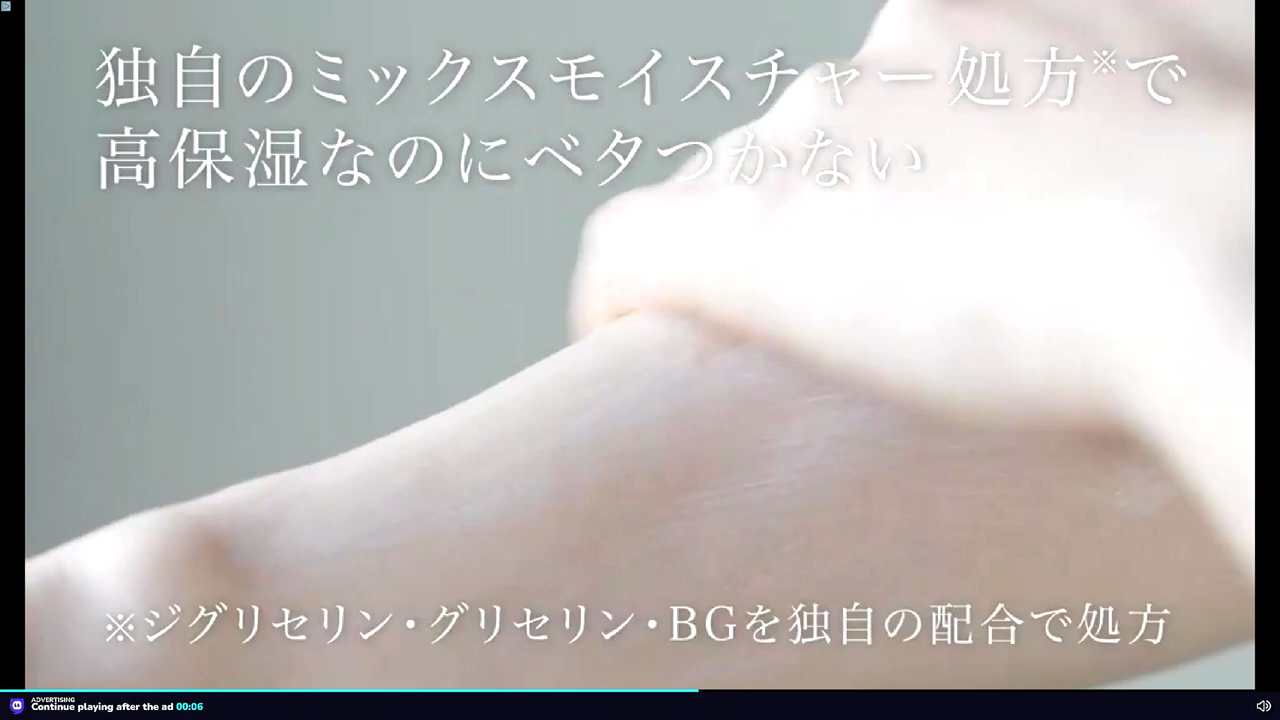 独自のミックスモイスチャー処方※で
高保湿なのにベタつかない
※ジグリセリン・グリセリン・BGを独自の配合で処方
ADVERTISING
Continue playing after the ad 00:06